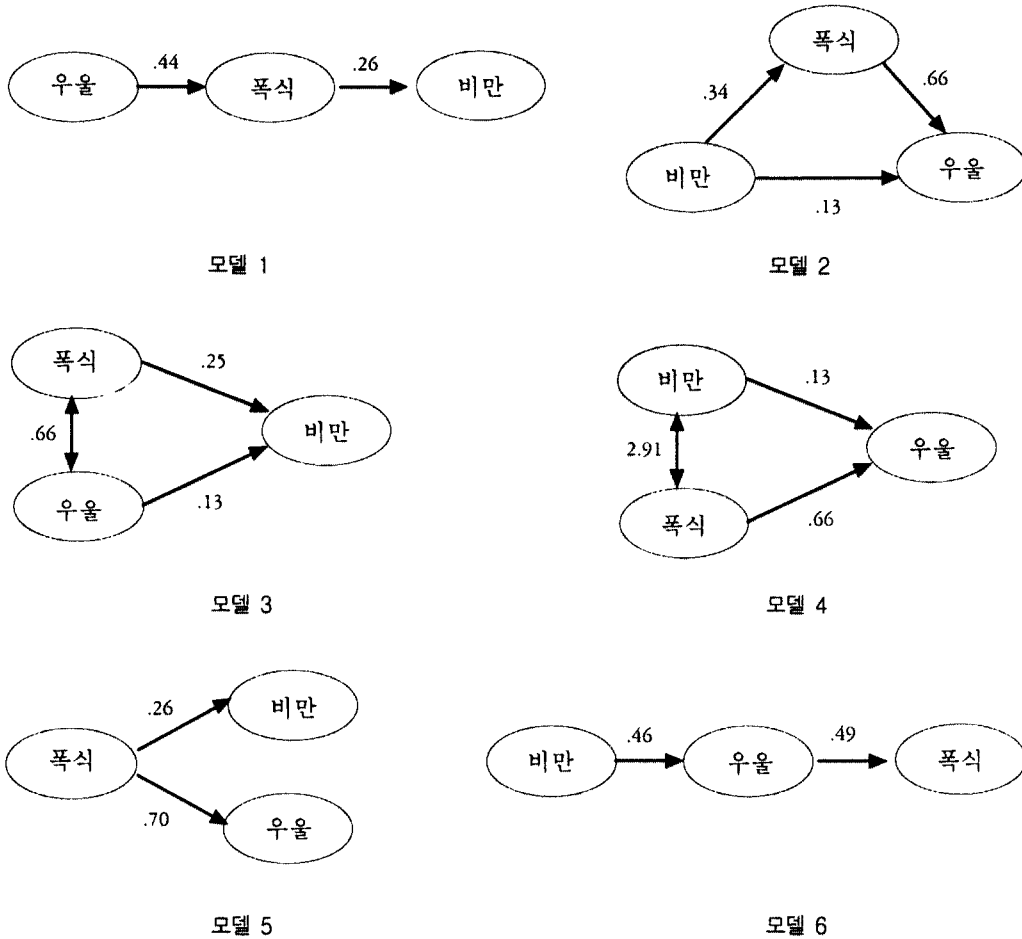 우울 .44 폭식 .26 비만
모델 1
폭식
.34 .66
비만 우울
.13
모델 2
폭식
.25
.66 비만
우울 .13
모델 3
비만 .13
2.91 우울
폭식 .66
모델 4
비만
.26
폭식
.70 우울
모델 5
비만 .46 우울 .49 폭식
모델 6